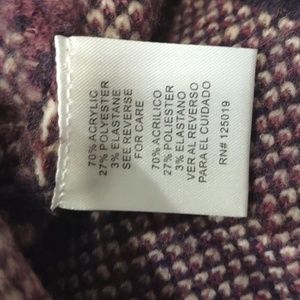 70% ACRYLIC
27% POLYESTER
3% ELASTANE
SEE REVERSE
FOR CARE
70% ACRILICO
27% POLIESTER
3% ELASTANO
VER AL REVERSO
PARA EL CUIDADO
RN# 125019